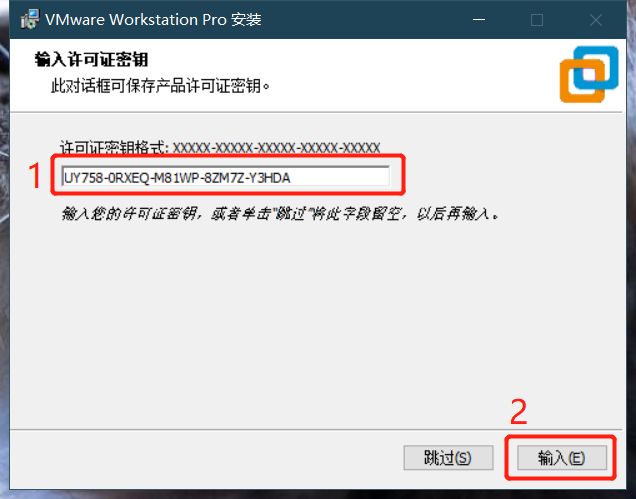 VMware Workstation Pro 安装
输入许可证密钥
此对话框可保存产品许可证密钥。
许可证密钥格式: XXXXX-XXXXX-XXXXX-XXXXX-XXXXX
1
UY758-0RXEQ-M81WP-8ZM7Z-Y3HDA
输入您的许可证密钥，或者单击"跳过"将此字段留空，以后再输入。
2
跳过(S) 输入(E)